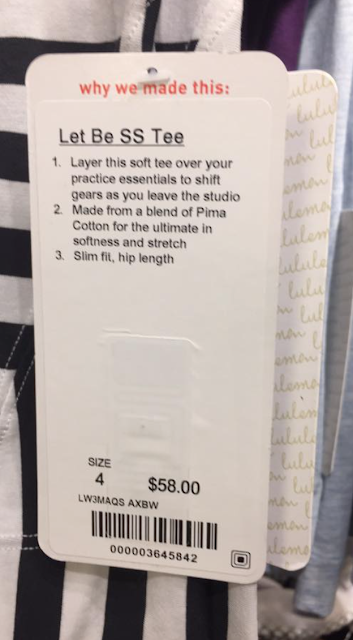 why we made this:
Let Be SS Tee
1. Layer this soft tee over your
practice essentials to shift
gears as you leave the studio
2. Made from a blend of Pima
Cotton for the ultimate in
softness and stretch
3. Slim fit, hip length
SIZE
4 $58.00
LW3MAQS AXBW
000003645842